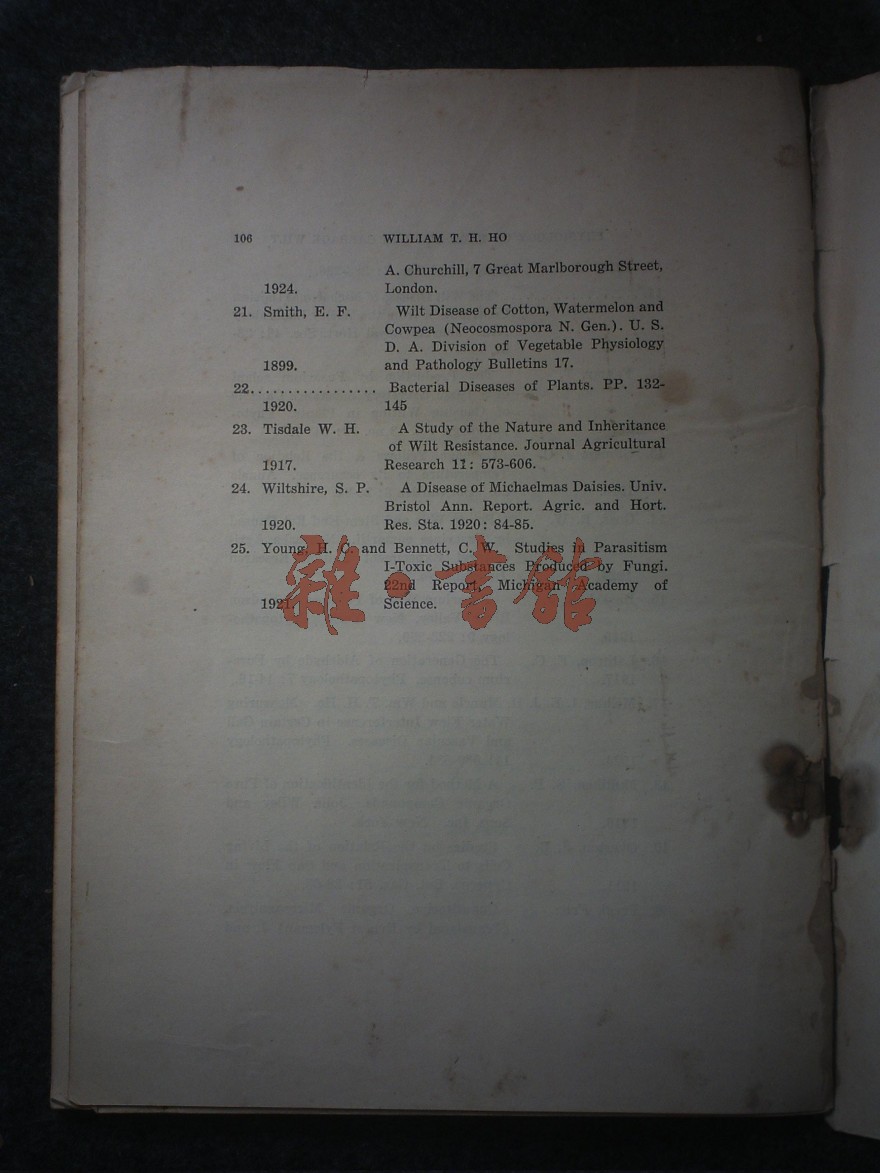 106 WILLIAM T. H. HO
A. Churchill, 7 Great Marlborough Street,
1924. London.
21. Smith, E. F. Wilt Disease of Cotton, Watermelon and
Cowpea (Neocosmospora N. Gen.). U. S.
D. A. Division of Vegetable Physiology
1899. and Pathology Bulletins 17.
22................. Bacterial Diseases of Plants. PP. 132-
1920. 145
23. Tisdale W. H. A Study of the Nature and Inheritance
of Wilt Resistance. Journal Agricultural
1917. Research 11: 573-606.
24. Wiltshire, S. P. A Disease of Michaelmas Daisies. Univ.
Bristol Ann. Report. Agric. and Hort.
1920. Res. Sta. 1920: 84-85.
25. Young, H. C. and Bennett, C. W. Studies in Parasitism
I-Toxic Substances Produced by Fungi.
22nd Report, Michigan Academy of
1921. Science.
雜·書館